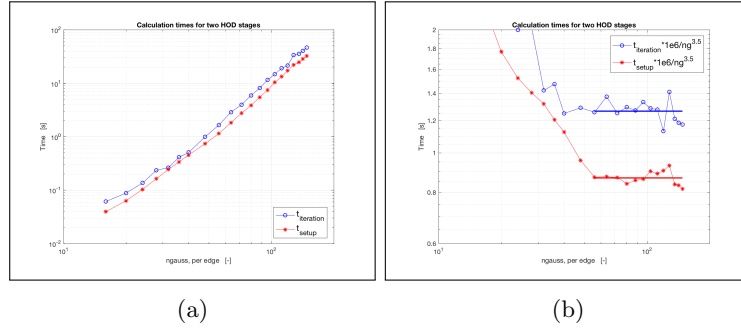 Calculation times for two HOD stages
10^2
10^1
10^0
10^-1
10^-2
Time [s]
10^1
10^2
ngauss, per edge [-]
t_iteration
t_setup
(a)
Calculation times for two HOD stages
2
1.8
1.6
1.4
1.2
1
0.8
0.6
Time [s]
10^1
10^2
ngauss, per edge [-]
t_iteration*1e6/ng^3.5
t_setup*1e6/ng^3.5
(b)